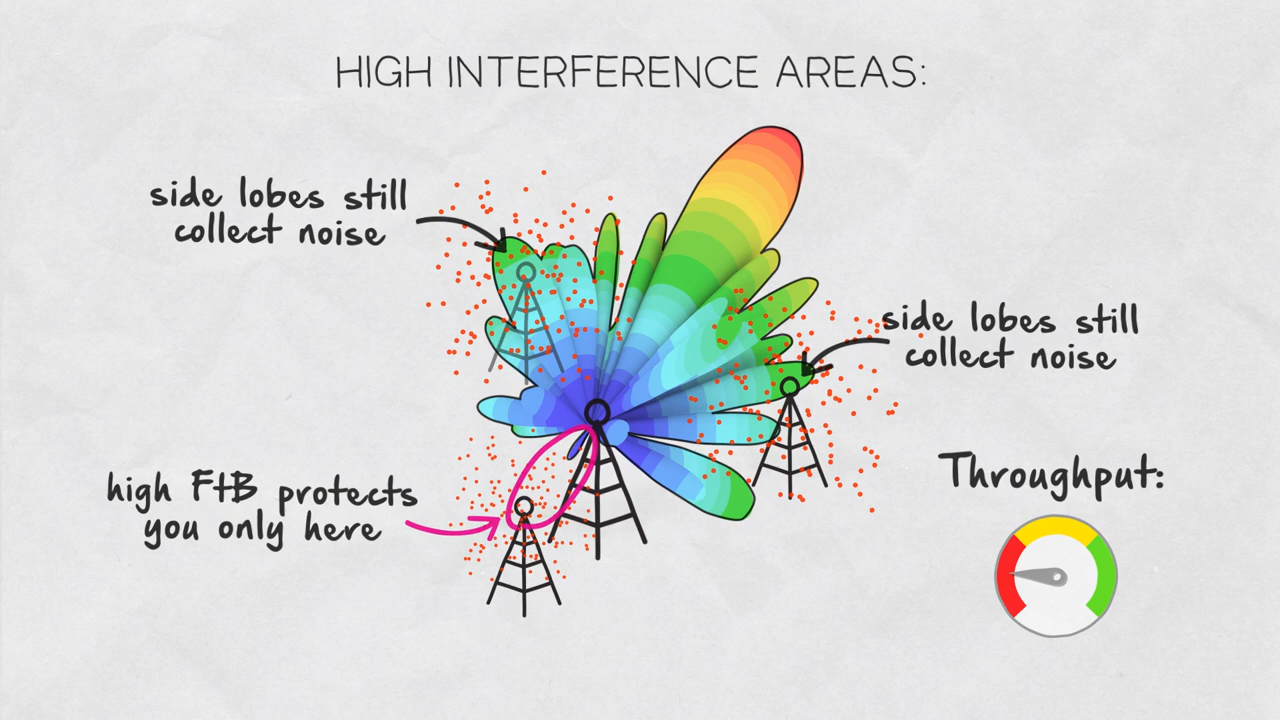 HIGH INTERFERENCE AREAS:
side lobes still
collect noise
side lobes still
collect noise
high FtB protects
you only here
Throughput: